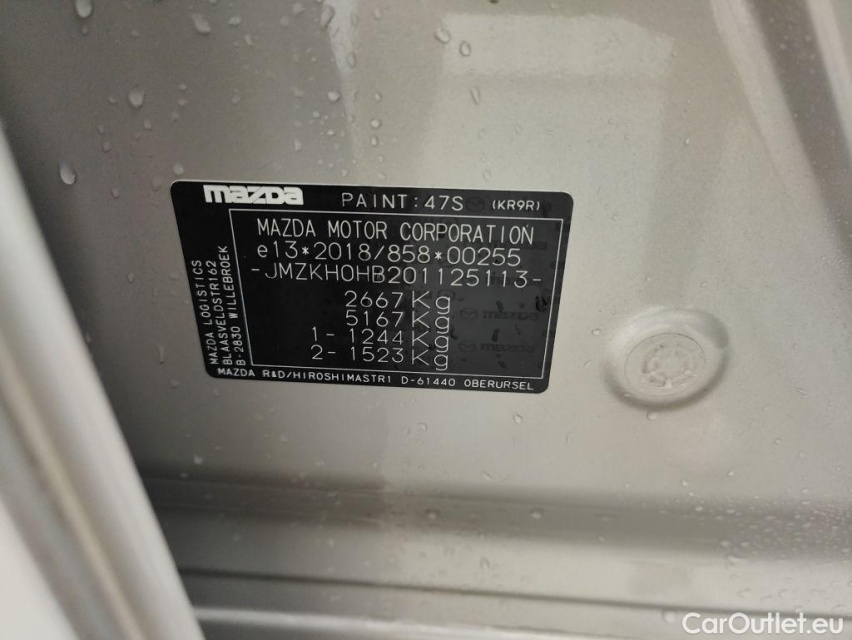 mazda PAINT:47S (KR9R)
MAZDA MOTOR CORPORATION
e13*2018/858*00255
-JMZKH0HB201125113-
2667Kg
5167Kg
1- 1244Kg
2- 1523Kg
MAZDA LOGISTICS
BLAASVELDSTR162
B-2830 WILLEBROEK
MAZDA R&D/HIROSHIMASTR1 D-61440 OBERURSEL
CarOutlet.eu